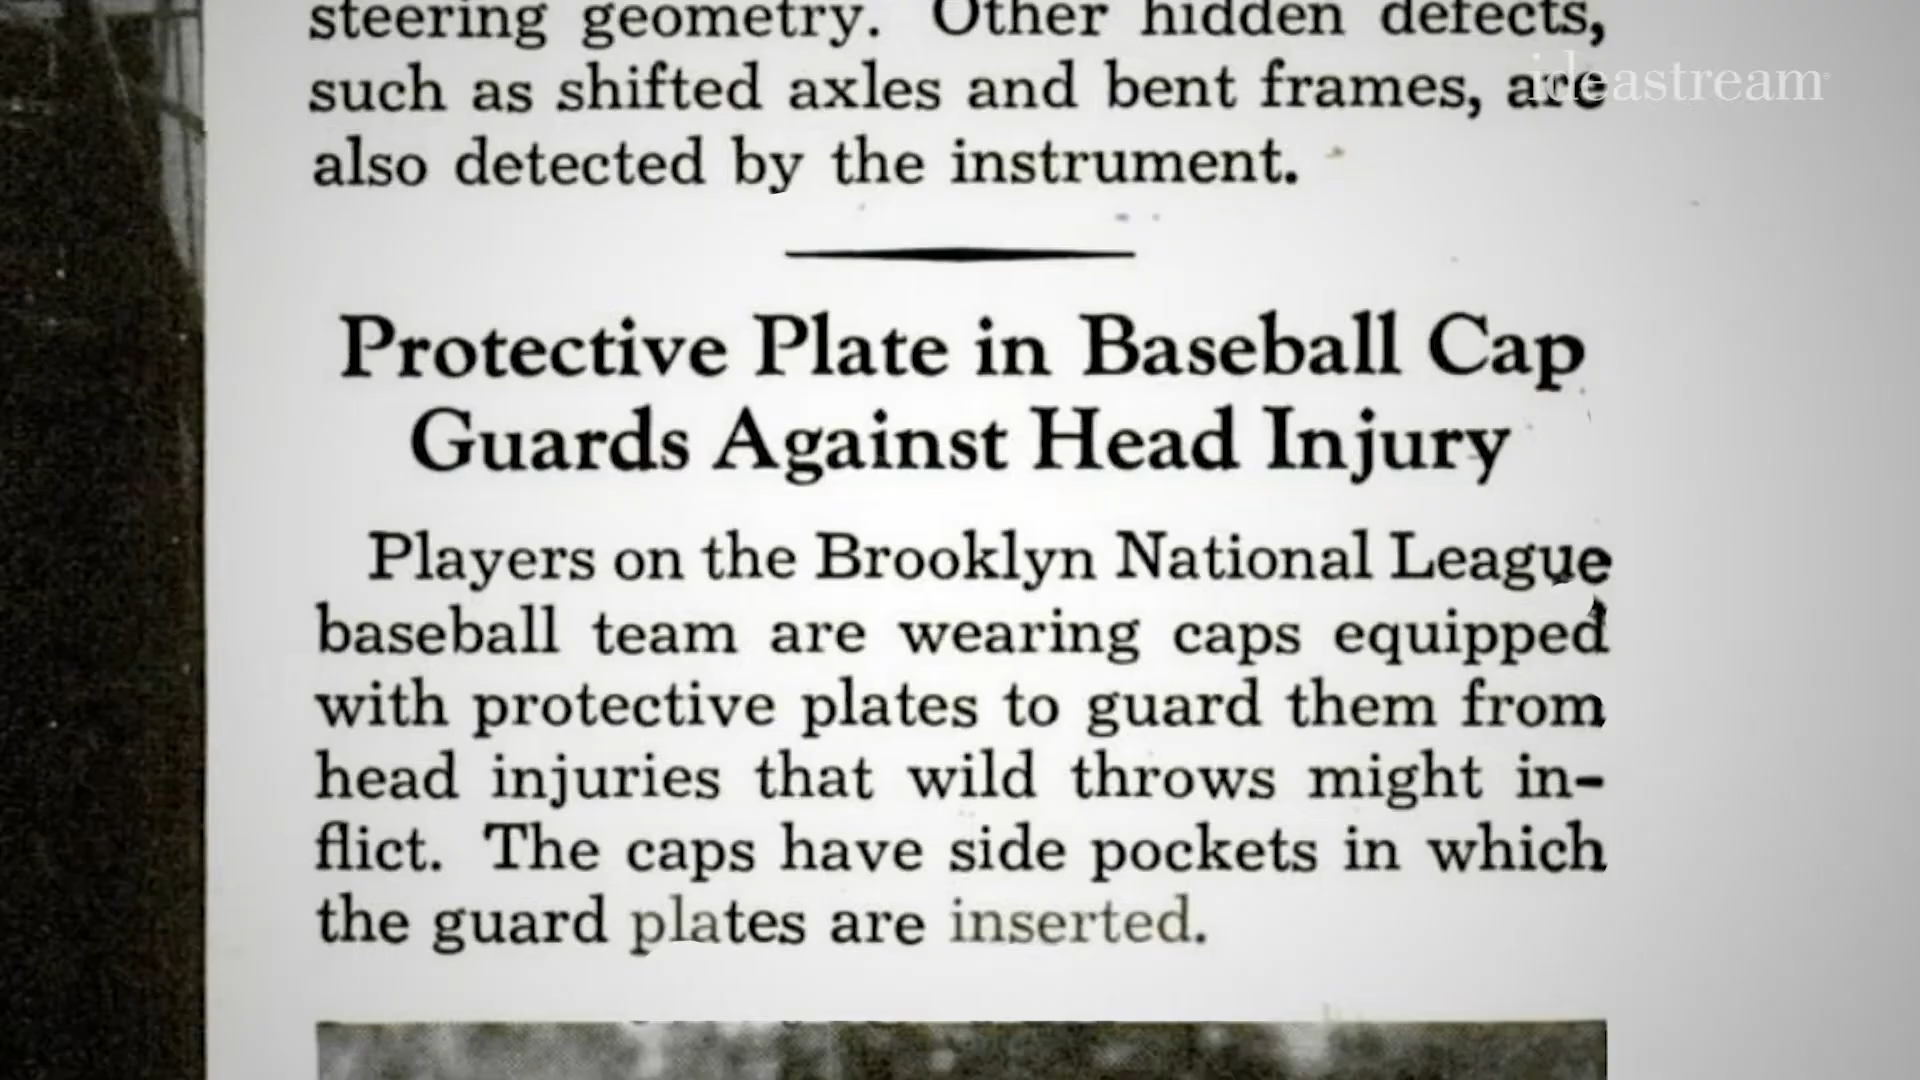 steering geometry. Other hidden defects,
such as shifted axles and bent frames, are
ideastream
also detected by the instrument.
Protective Plate in Baseball Cap
Guards Against Head Injury
Players on the Brooklyn National League
baseball team are wearing caps equipped
with protective plates to guard them from
head injuries that wild throws might in-
flict. The caps have side pockets in which
the guard plates are inserted.